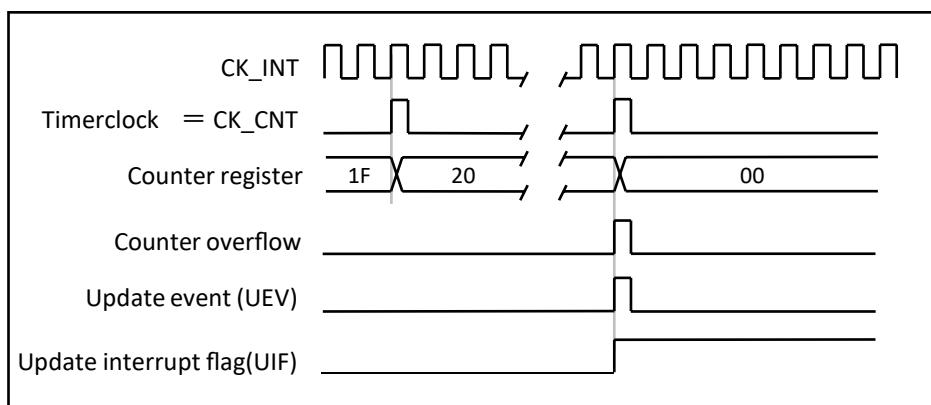 CK_INT
Timerclock = CK_CNT
Counter register 1F 20 00
Counter overflow
Update event (UEV)
Update interrupt flag(UIF)